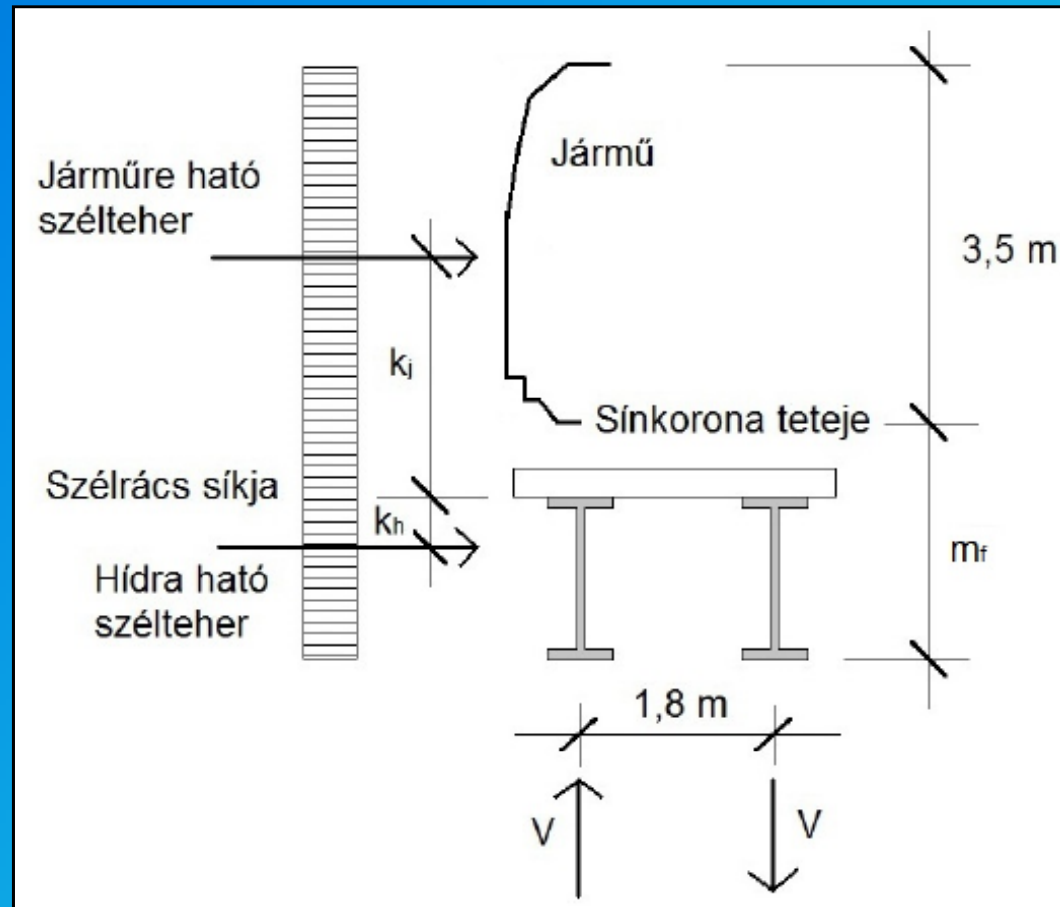 Járműre ható
szélteher
Jármű
3,5 m
kj
Sínkorona teteje
Szélrács síkja
kh
Hídra ható
szélteher
mf
1,8 m
V
V